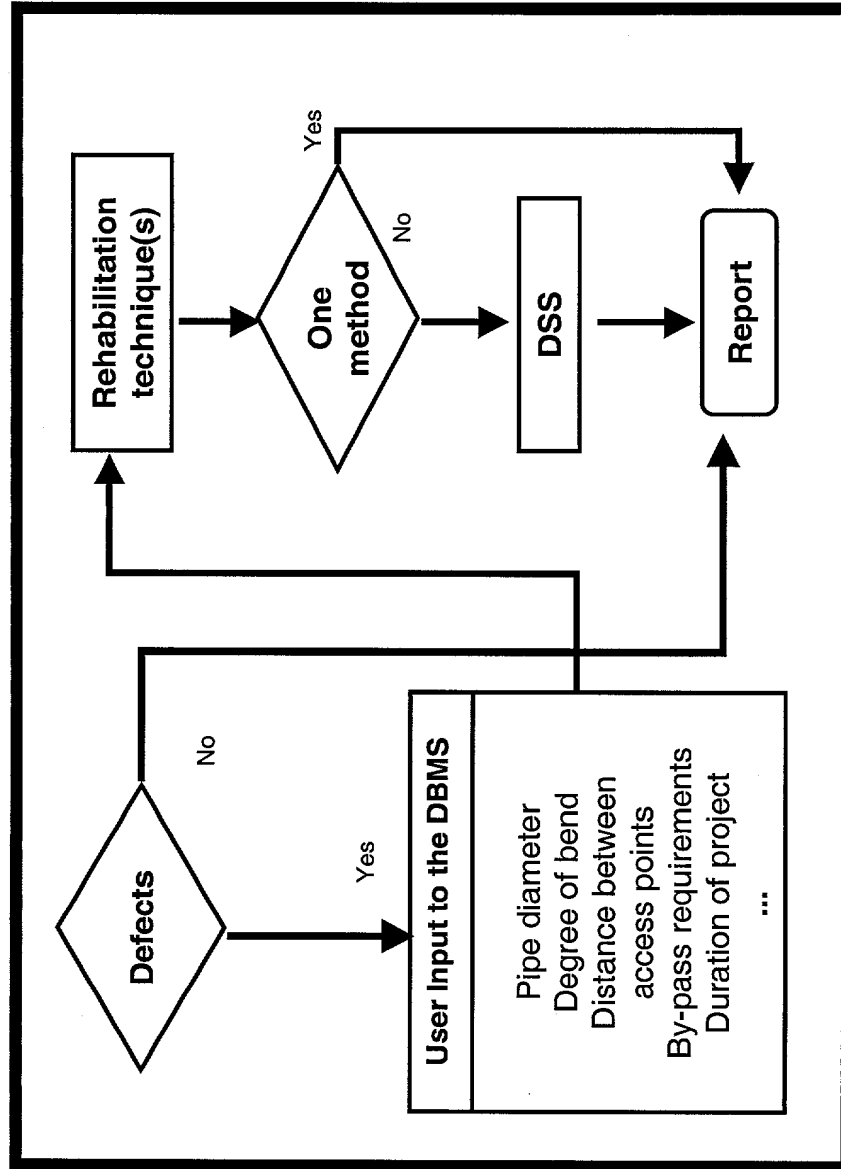 Defects
No
Yes
User Input to the DBMS
Pipe diameter
Degree of bend
Distance between
access points
By-pass requirements
Duration of project
...
Rehabilitation
technique(s)
One
method
Yes
No
DSS
Report